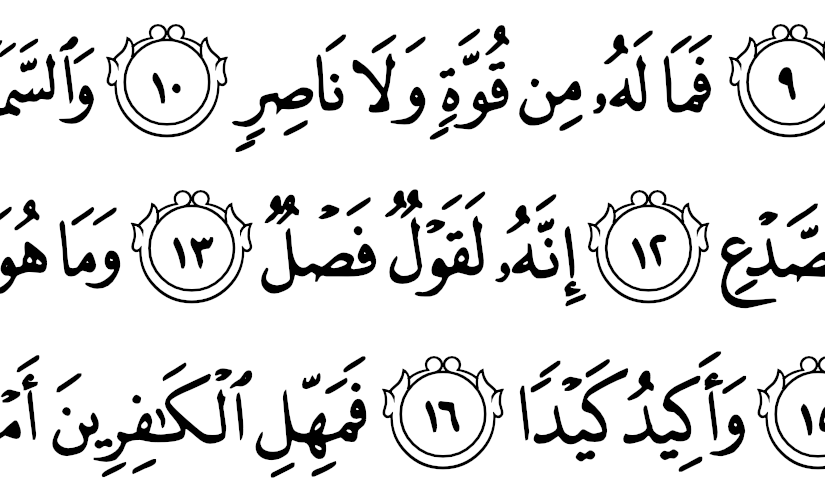 ٩ فَمَا لَهُۥ مِن قُوَّةٖ وَلَا نَاصِرٖ ١٠
١٢ إِنَّهُۥ لَقَوۡلٞ فَصۡلٞ ١٣ وَمَا
وَأَكِيدُ كَيۡدٗا ١٦ فَمَهِّلِ ٱلۡكَٰفِرِينَ